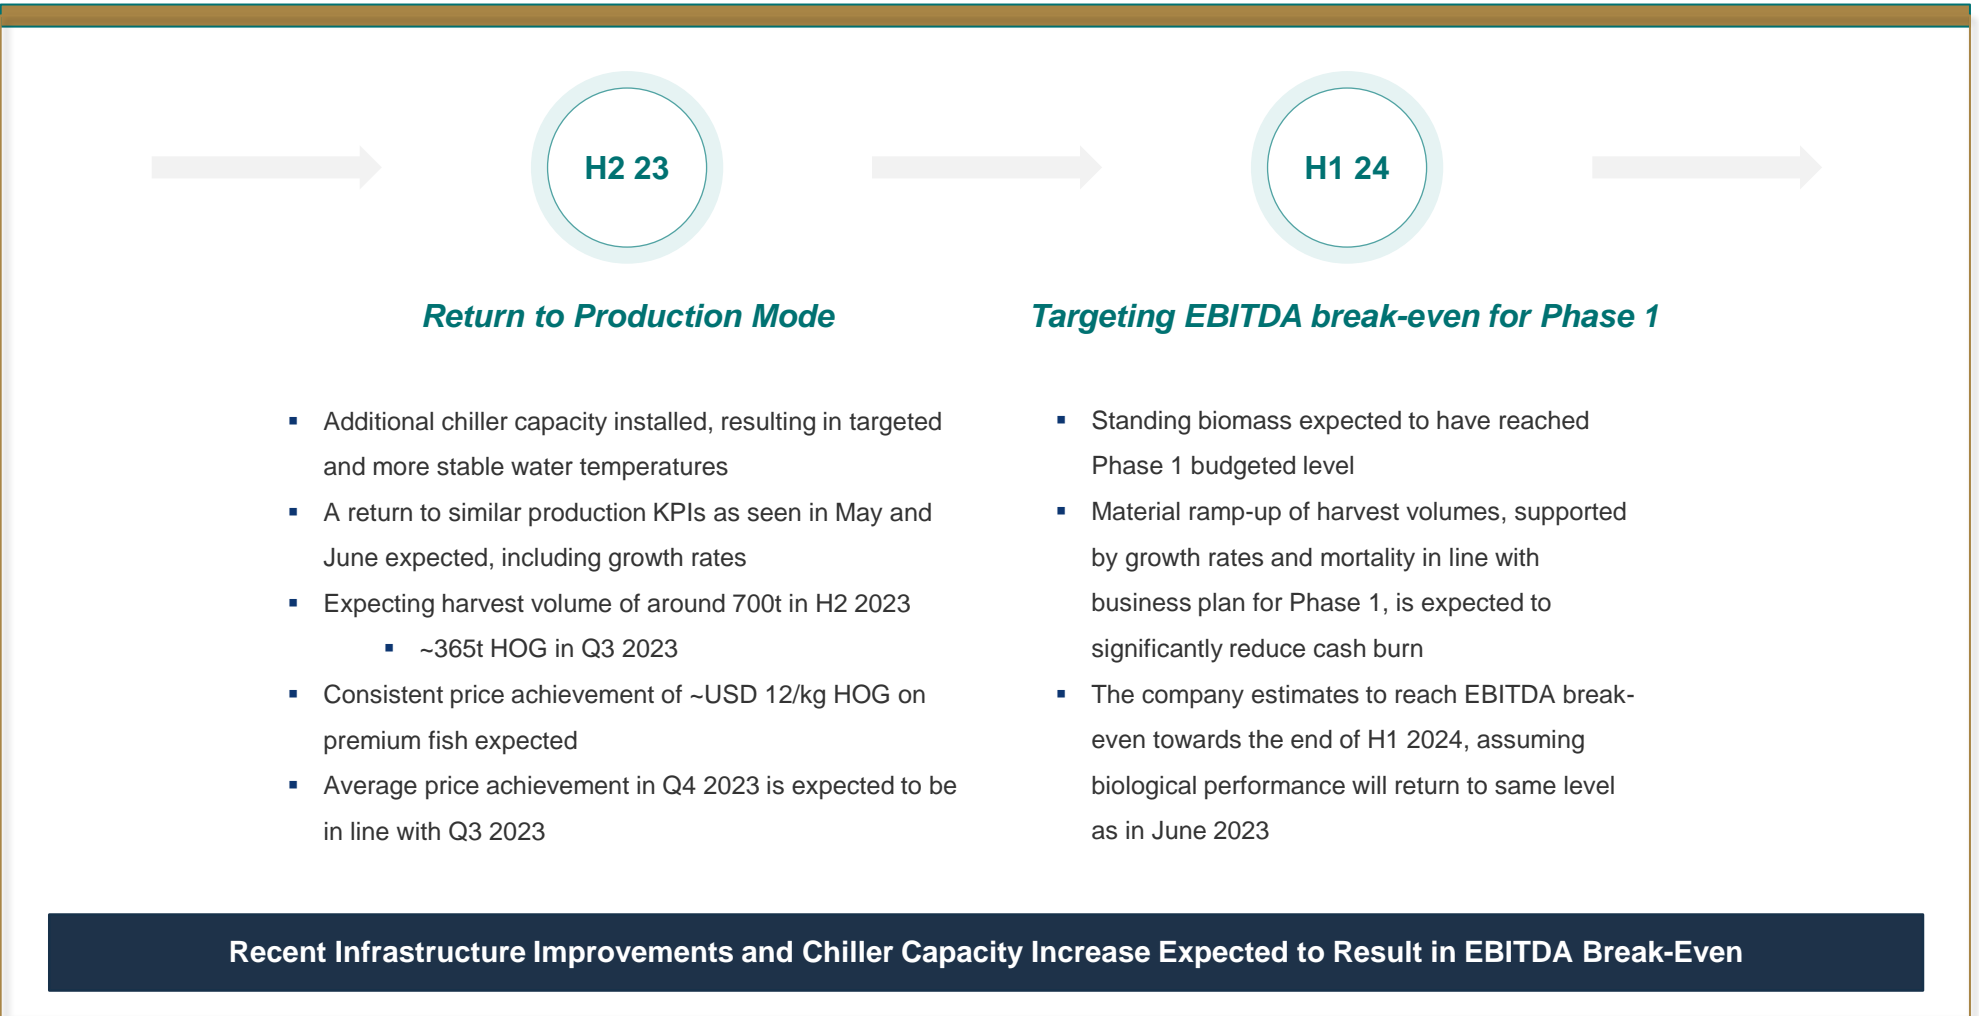 H2 23
Return to Production Mode
▪ Additional chiller capacity installed, resulting in targeted
and more stable water temperatures
▪ A return to similar production KPIs as seen in May and
June expected, including growth rates
▪ Expecting harvest volume of around 700t in H2 2023
▪ ~365t HOG in Q3 2023
▪ Consistent price achievement of ~USD 12/kg HOG on
premium fish expected
▪ Average price achievement in Q4 2023 is expected to be
in line with Q3 2023
H1 24
Targeting EBITDA break-even for Phase 1
▪ Standing biomass expected to have reached
Phase 1 budgeted level
▪ Material ramp-up of harvest volumes, supported
by growth rates and mortality in line with
business plan for Phase 1, is expected to
significantly reduce cash burn
▪ The company estimates to reach EBITDA break-
even towards the end of H1 2024, assuming
biological performance will return to same level
as in June 2023
Recent Infrastructure Improvements and Chiller Capacity Increase Expected to Result in EBITDA Break-Even